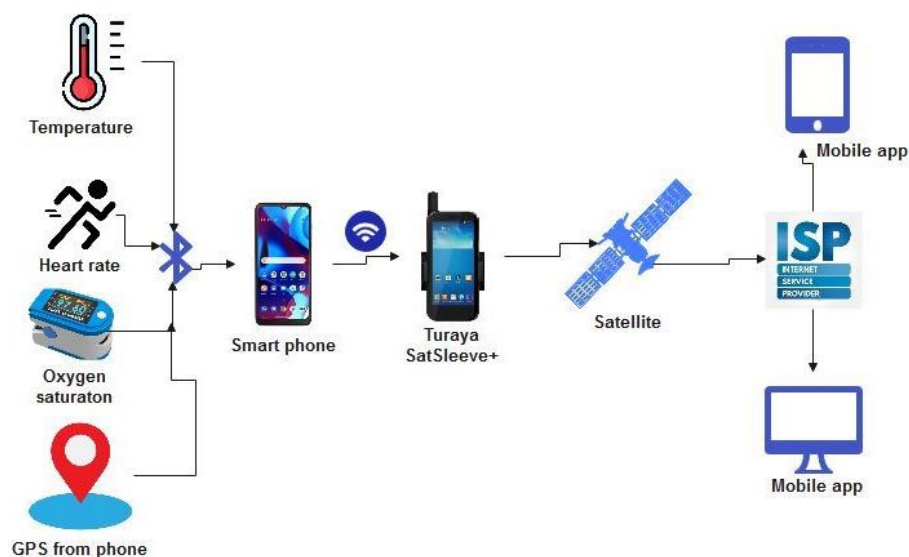 Temperature
Heart rate
Oxygen
saturaton
GPS from phone
Smart phone
Turaya
SatSleeve+
Satellite
ISP
INTERNET
SERVICE
PROVIDER
Mobile app
Mobile app